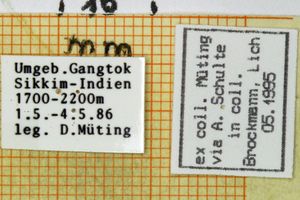 mm
Umgeb.Gangtok
Sikkim-Indien
1700-2200m
1.5.-4.5.86
leg. D.Müting
ex coll. Müting
via A. Schulte
in coll.
Brockmann, Lich
05.1995